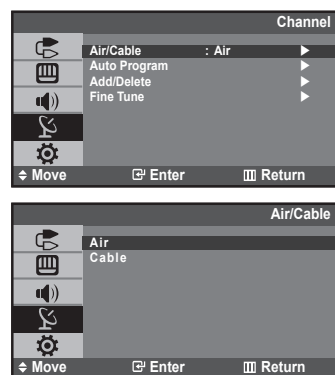 Channel
Air/Cable : Air
Auto Program
Add/Delete
Fine Tune
Move Enter Return
Air/Cable
Air
Cable
Move Enter Return